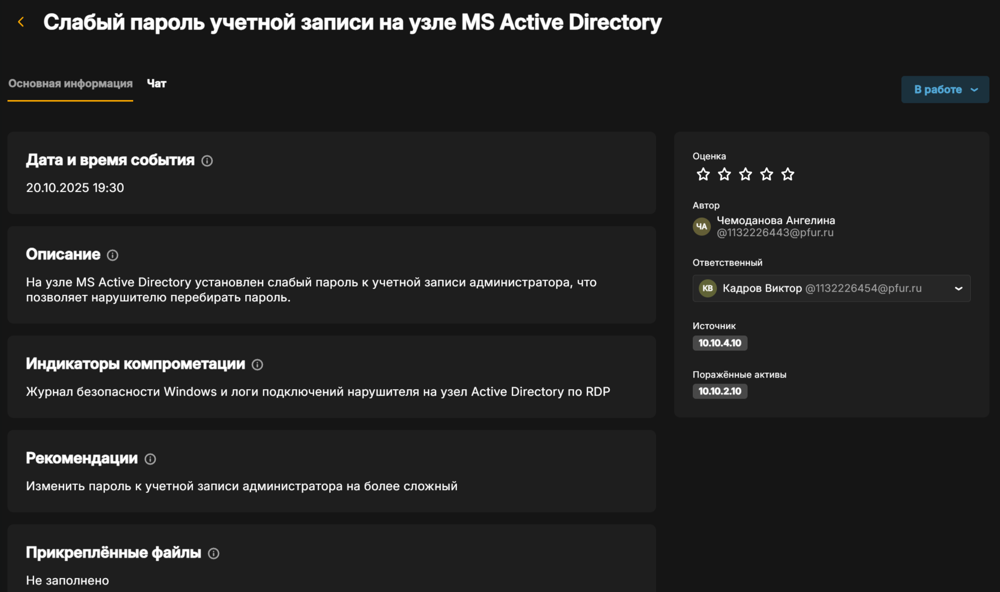 Слабый пароль учетной записи на узле MS Active Directory
Основная информация
Чат
В работе
Дата и время события
20.10.2025 19:30
Описание
На узле MS Active Directory установлен слабый пароль к учетной записи администратора, что
позволяет нарушителю перебирать пароль.
Индикаторы компрометации
Журнал безопасности Windows и логи подключений нарушителя на узел Active Directory по RDP
Рекомендации
Изменить пароль к учетной записи администратора на более сложный
Прикреплённые файлы
Не заполнено
Оценка
Автор
ЧА
Чемоданова Ангелина
@1132226443@pfur.ru
Ответственный
КВ Кадров Виктор @1132226454@pfur.ru
Источник
10.10.4.10
Поражённые активы
10.10.2.10